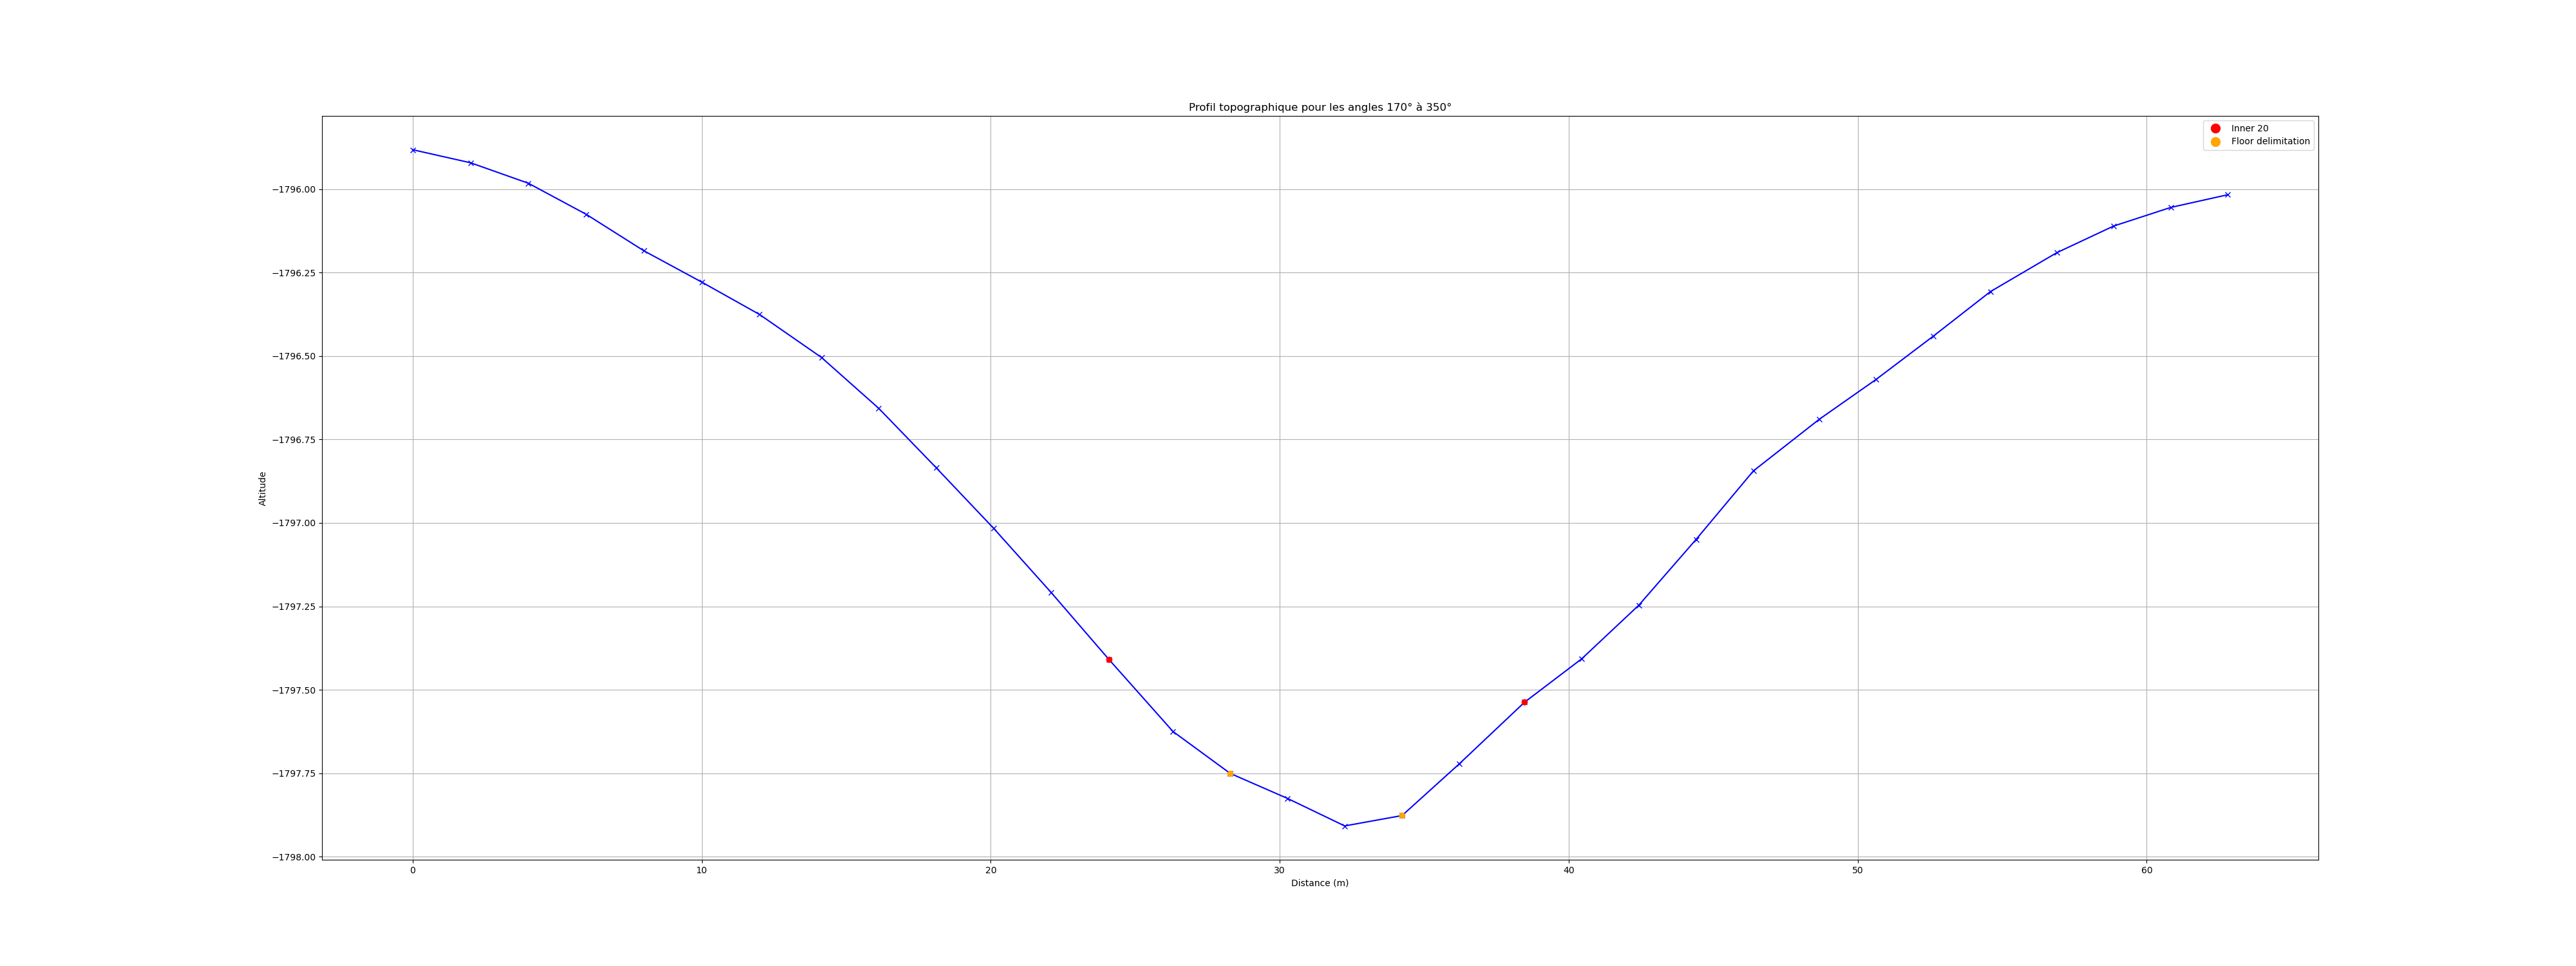 Profil topographique pour les angles 170° à 350°
Inner 20
Floor delimitation
Altitude
−1796.00
−1796.25
−1796.50
−1796.75
−1797.00
−1797.25
−1797.50
−1797.75
−1798.00
0 10 20 30 40 50 60
Distance (m)